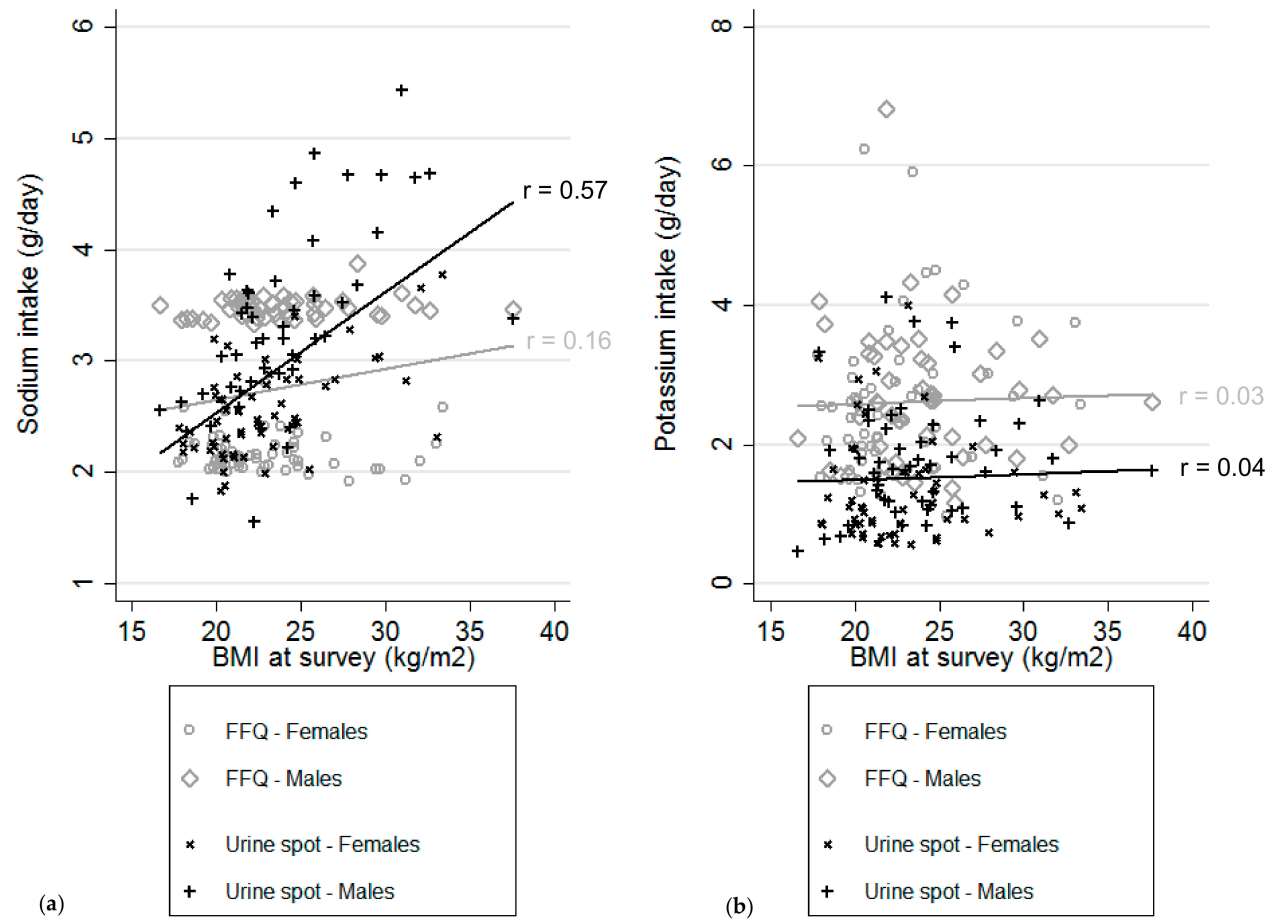 Sodium intake (g/day)
6
5
4
3
2
1
r = 0.57
r = 0.16
15 20 25 30 35 40
BMI at survey (kg/m2)
FFQ - Females
FFQ - Males
Urine spot - Females
Urine spot - Males
(a)
Potassium intake (g/day)
8
6
4
2
0
r = 0.03
r = 0.04
15 20 25 30 35 40
BMI at survey (kg/m2)
FFQ - Females
FFQ - Males
Urine spot - Females
Urine spot - Males
(b)